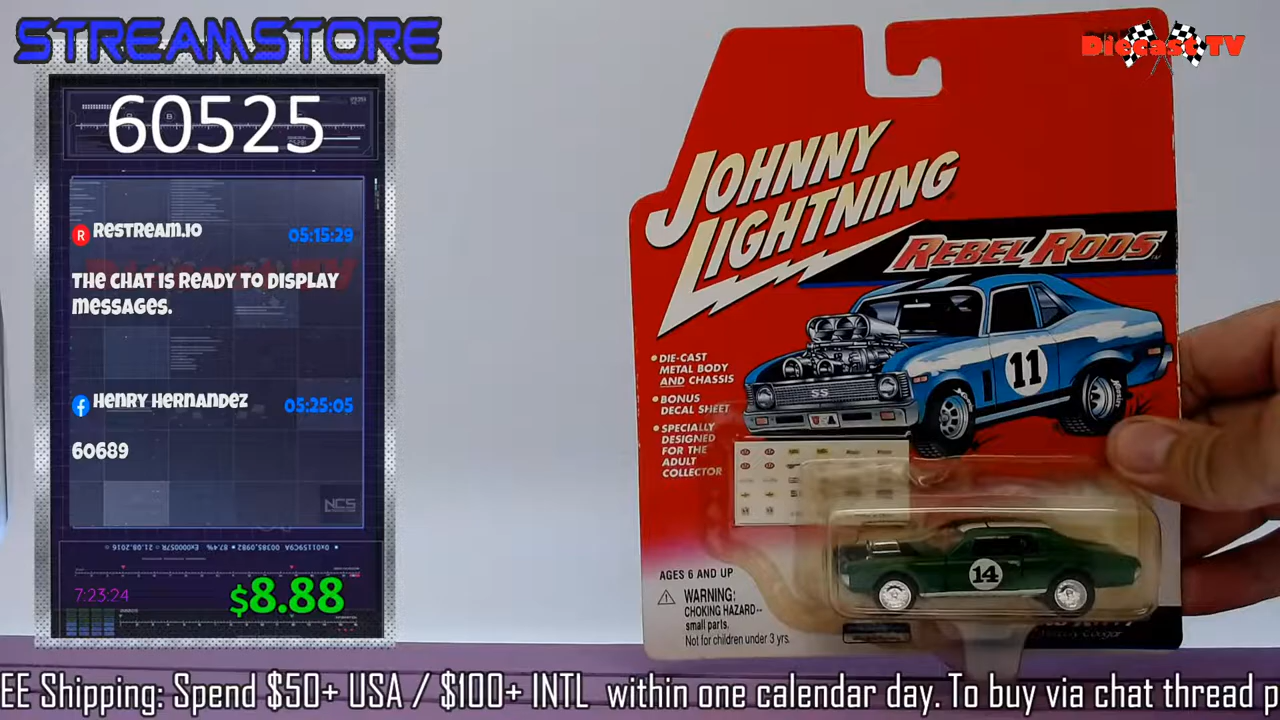 STREAMSTORE
60525
R RESTREAM.IO 05:15:29
THE CHAT IS READY TO DISPLAY
MESSAGES.
f HENRY HERNANDEZ 05:25:05
60689
NCS
7:23:24
$8.88
Diecast TV
JOHNNY
LIGHTNING
REBEL RODS
11
SS
• DIE-CAST
METAL BODY
AND CHASSIS
• BONUS
DECAL SHEET
• SPECIALLY
DESIGNED
FOR THE
ADULT
COLLECTOR
14
AGES 6 AND UP
WARNING:
CHOKING HAZARD--
small parts.
Not for children under 3 yrs.
EE Shipping: Spend $50+ USA / $100+ INTL within one calendar day. To buy via chat thread p